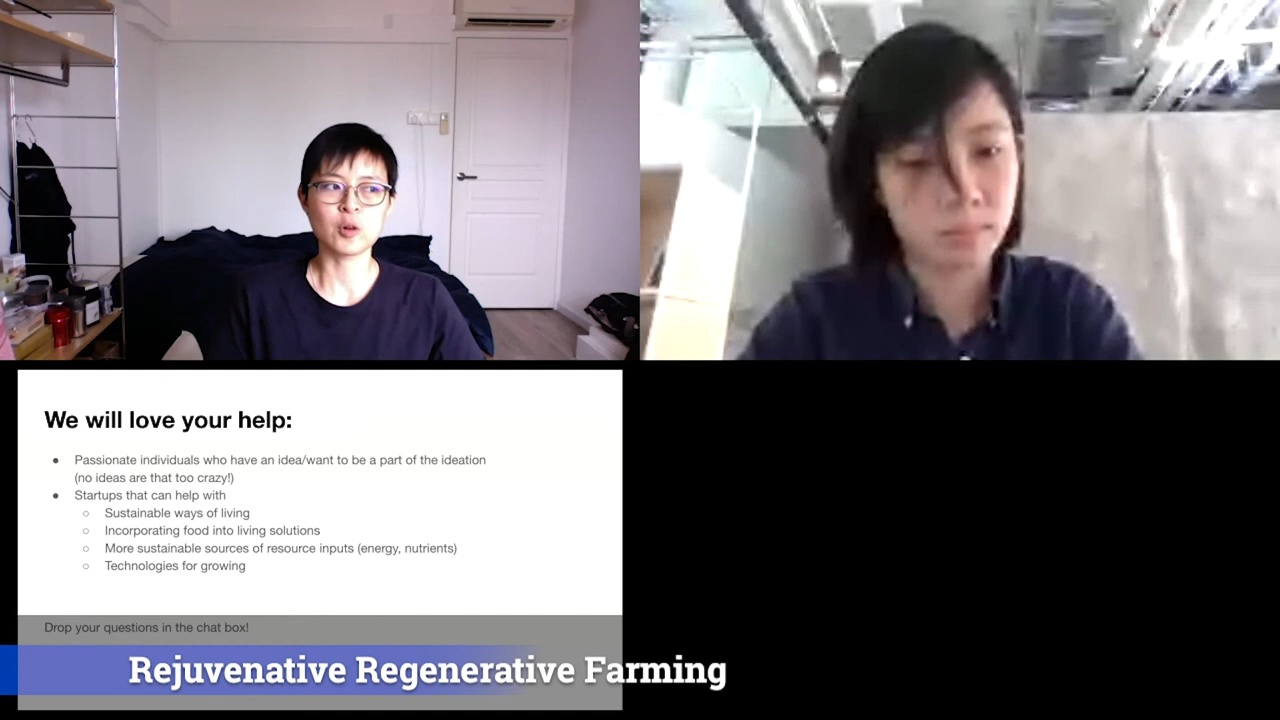 We will love your help:
● Passionate individuals who have an idea/want to be a part of the ideation
(no ideas are that too crazy!)
● Startups that can help with
○ Sustainable ways of living
○ Incorporating food into living solutions
○ More sustainable sources of resource inputs (energy, nutrients)
○ Technologies for growing
Drop your questions in the chat box!
Rejuvenative Regenerative Farming